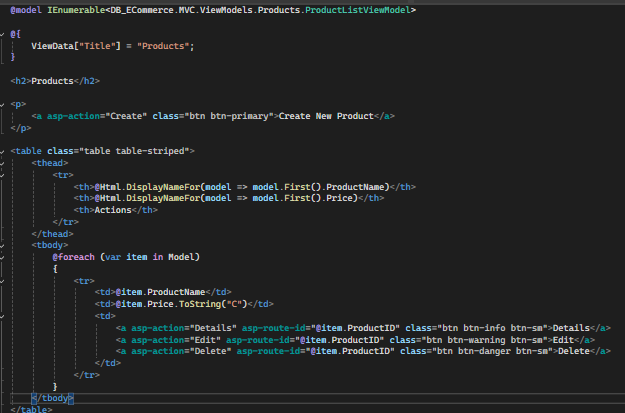 @model IEnumerable<DB_ECommerce.MVC.ViewModels.Products.ProductListViewModel>
@{
ViewData["Title"] = "Products";
}
<h2>Products</h2>
<p>
<a asp-action="Create" class="btn btn-primary">Create New Product</a>
</p>
<table class="table table-striped">
<thead>
<tr>
<th>@Html.DisplayNameFor(model => model.First().ProductName)</th>
<th>@Html.DisplayNameFor(model => model.First().Price)</th>
<th>Actions</th>
</tr>
</thead>
<tbody>
@foreach (var item in Model)
{
<tr>
<td>@item.ProductName</td>
<td>@item.Price.ToString("C")</td>
<td>
<a asp-action="Details" asp-route-id="@item.ProductID" class="btn btn-info btn-sm">Details</a>
<a asp-action="Edit" asp-route-id="@item.ProductID" class="btn btn-warning btn-sm">Edit</a>
<a asp-action="Delete" asp-route-id="@item.ProductID" class="btn btn-danger btn-sm">Delete</a>
</td>
</tr>
}
</tbody>
</table>